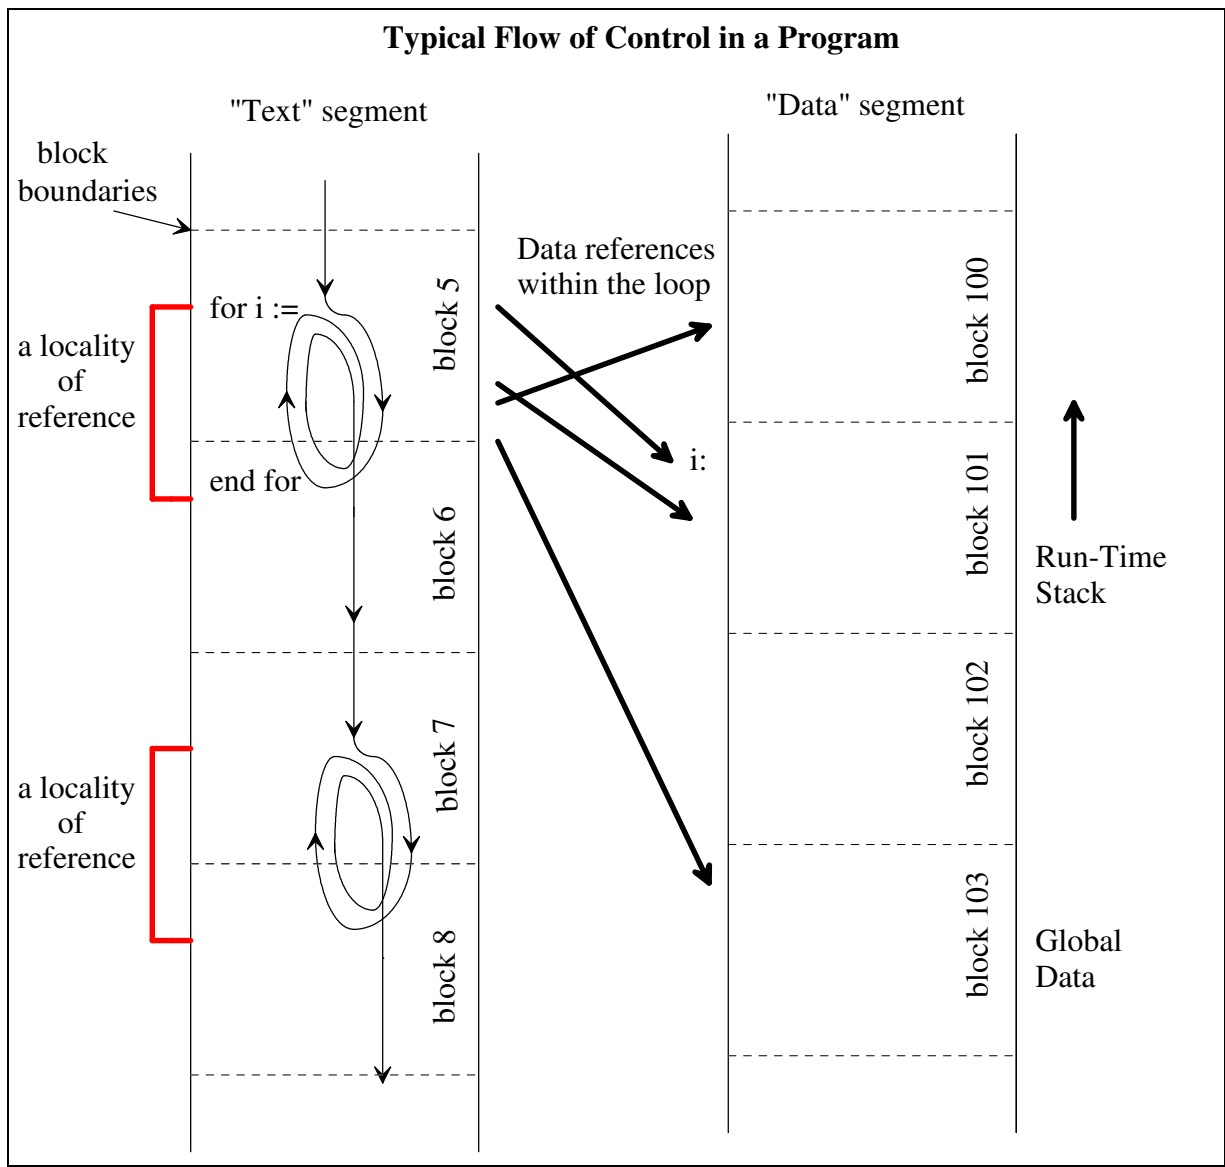 Typical Flow of Control in a Program
"Text" segment
"Data" segment
block
boundaries
Data references
within the loop
for i :=
block 5
block 100
a locality
of
reference
i:
end for
block 6
block 101
Run-Time
Stack
block 7
block 102
a locality
of
reference
block 8
block 103
Global
Data